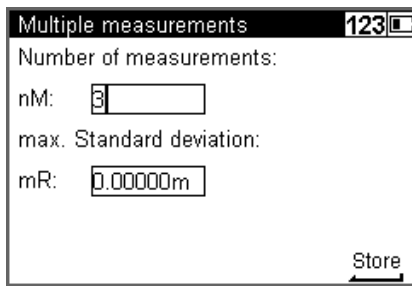 Multiple measurements 123
Number of measurements:
nM: 3
max. Standard deviation:
mR: 0.00000m
Store